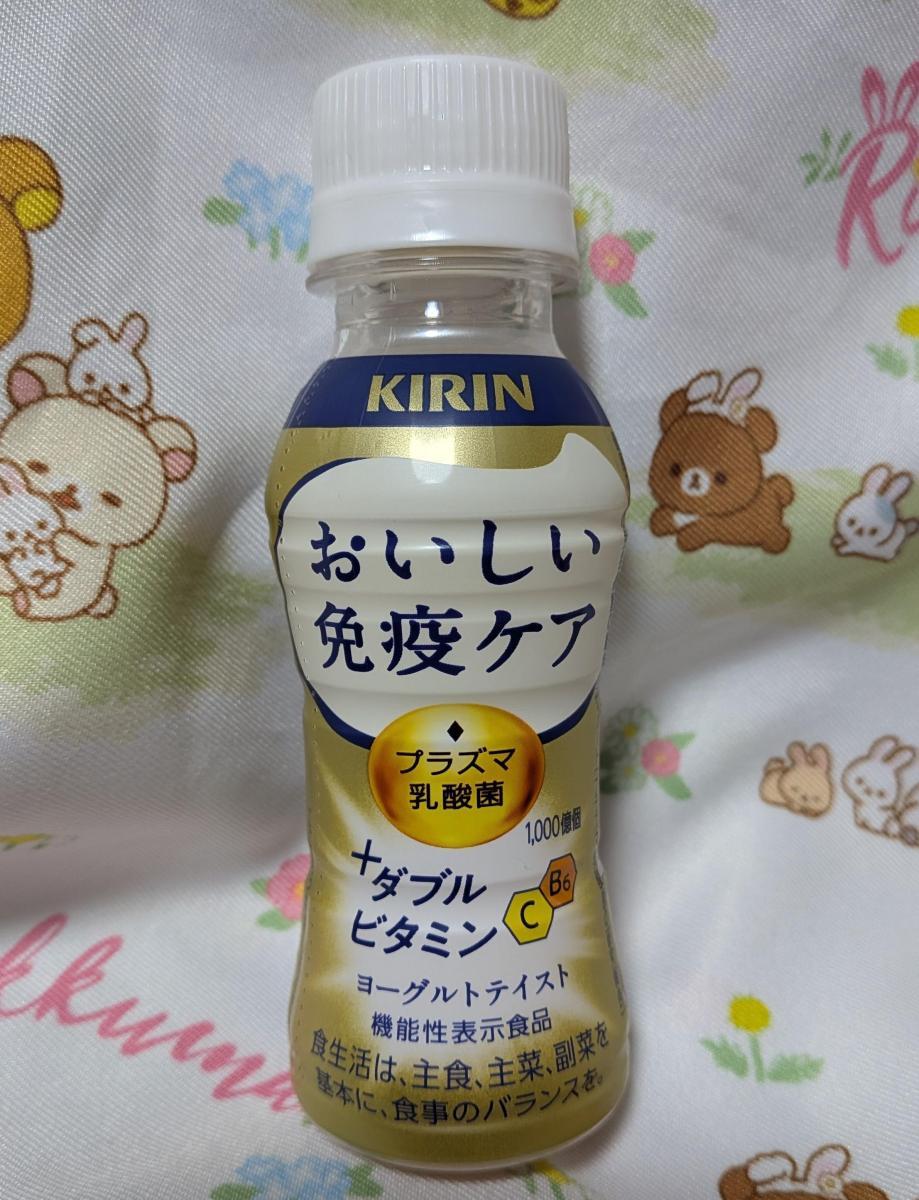 KIRIN
おいしい
免疫ケア
プラズマ
乳酸菌
1,000億個
+ダブル
ビタミン
C
B6
ヨーグルトテイスト
機能性表示食品
食生活は、主食、主菜、副菜を
基本に、食事のバランスを。